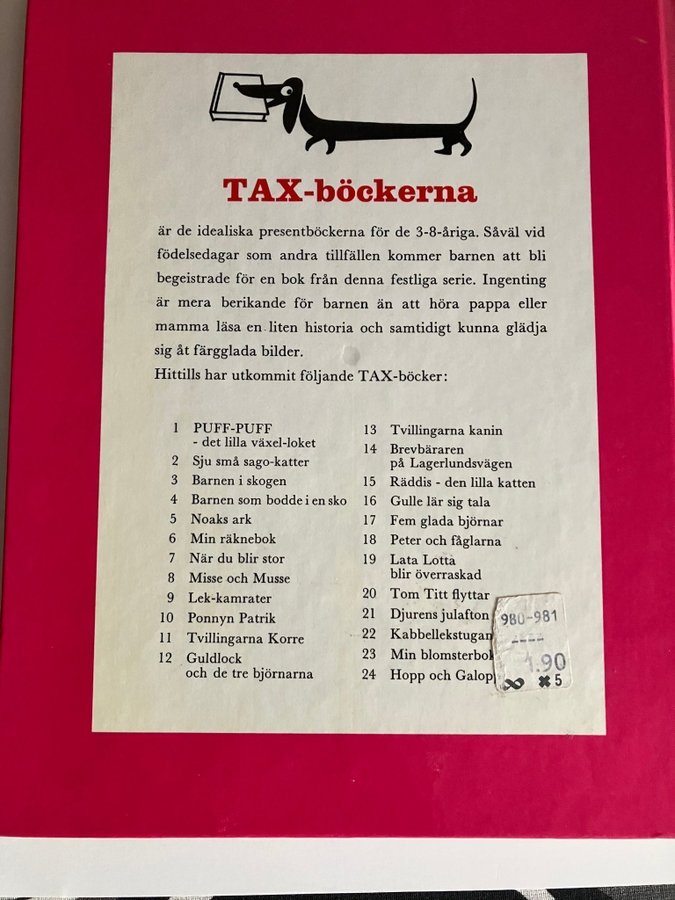 TAX-böckerna
är de idealiska presentböckerna för de 3-8-åriga. Såväl vid
födelsedagar som andra tillfällen kommer barnen att bli
begeistrade för en bok från denna festliga serie. Ingenting
är mera berikande för barnen än att höra pappa eller
mamma läsa en liten historia och samtidigt kunna glädja
sig åt färgglada bilder.
Hittills har utkommit följande TAX-böcker:
1 PUFF-PUFF
- det lilla växel-loket
2 Sju små sago-katter
3 Barnen i skogen
4 Barnen som bodde i en sko
5 Noaks ark
6 Min räknebok
7 När du blir stor
8 Misse och Musse
9 Lek-kamrater
10 Ponnyn Patrik
11 Tvillingarna Korre
12 Guldlock
och de tre björnarna
13 Tvillingarna kanin
14 Brevbäraren
på Lagerlundsvägen
15 Räddis - den lilla katten
16 Gulle lär sig tala
17 Fem glada björnar
18 Peter och fåglarna
19 Lata Lotta
blir överraskad
20 Tom Titt flyttar
21 Djurens julafton
22 Kabbellekstugan
23 Min blomsterbok
24 Hopp och Galopp
980-981
----
1.90
5